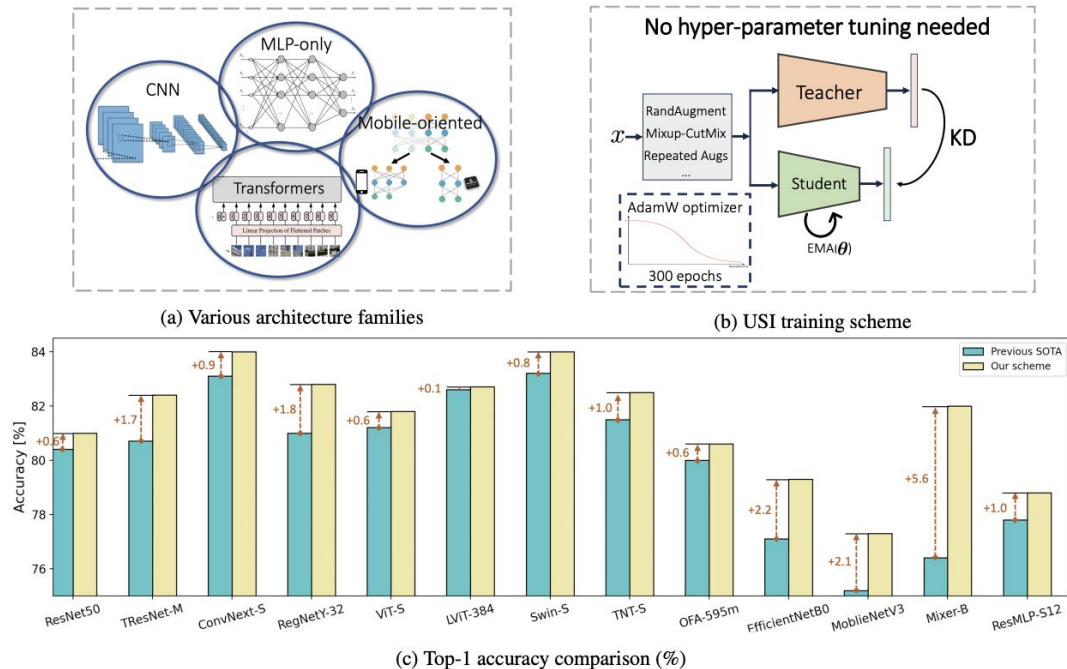 CNN
MLP-only
Mobile-oriented
Transformers
Linear Projection of Flattened Patches
(a) Various architecture families
No hyper-parameter tuning needed
x
RandAugment
Mixup-CutMix
Repeated Augs
...
Teacher
Student
KD
EMA(θ)
AdamW optimizer
300 epochs
(b) USI training scheme
Previous SOTA
Our scheme
Accuracy [%]
84
82
80
78
76
+0.6
+1.7
+0.9
+1.8
+0.6
+0.1
+0.8
+1.0
+0.6
+2.2
+2.1
+5.6
+1.0
ResNet50
TResNet-M
ConvNext-S
RegNetY-32
ViT-S
LViT-384
Swin-S
TNT-S
OFA-595m
EfficientNetB0
MoblieNetV3
Mixer-B
ResMLP-S12
(c) Top-1 accuracy comparison (%)